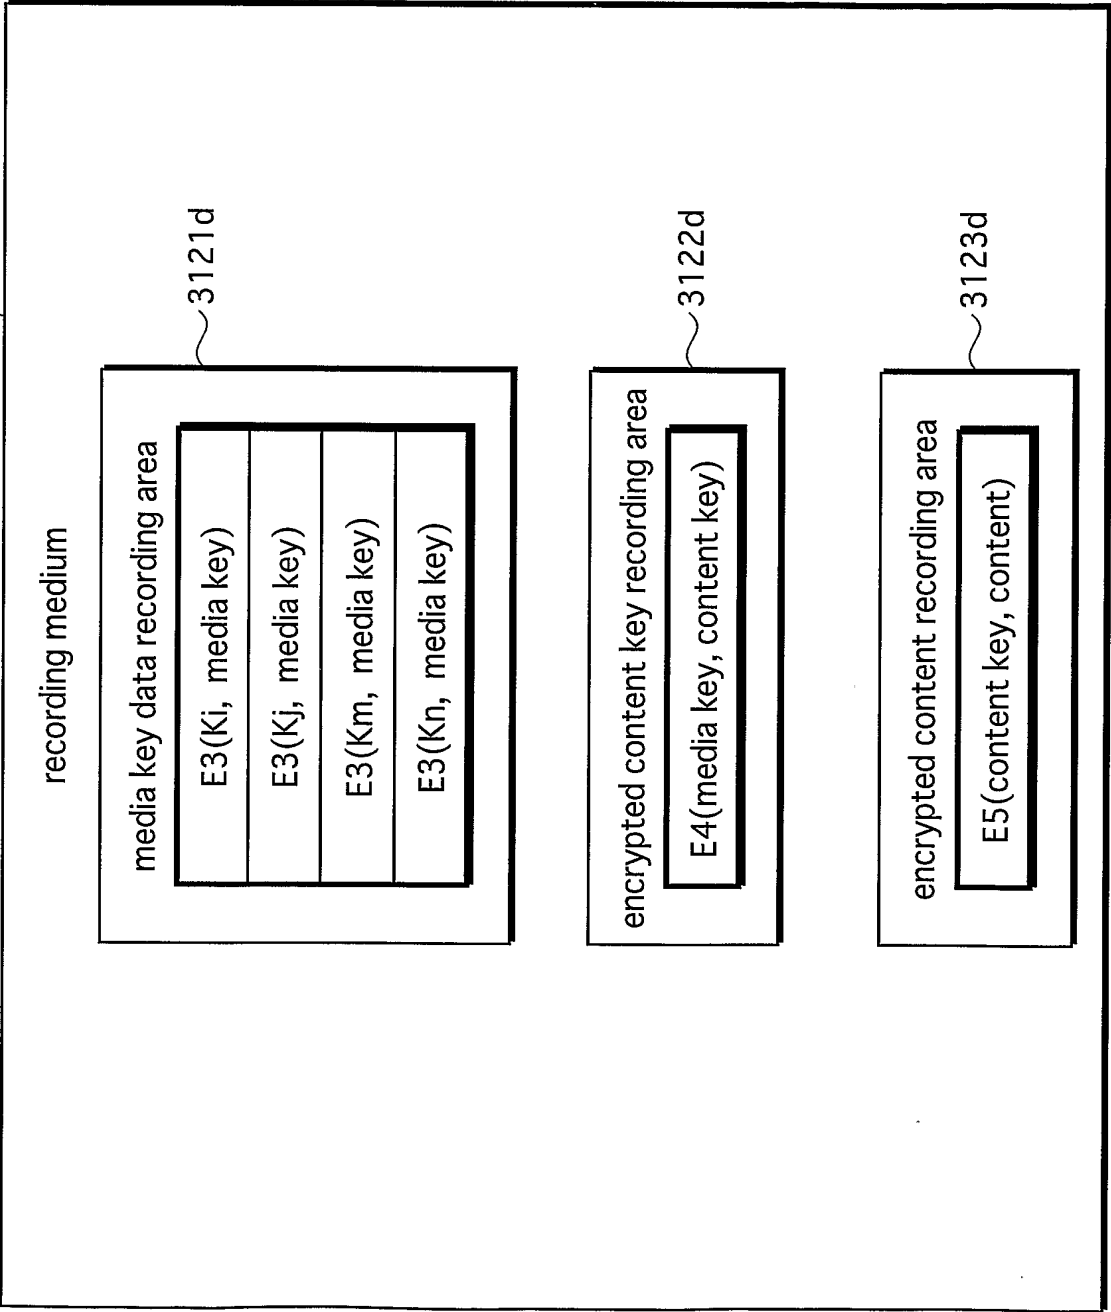 recording medium
media key data recording area
3121d
E3(Ki, media key)
E3(Kj, media key)
E3(Km, media key)
E3(Kn, media key)
encrypted content key recording area
3122d
E4(media key, content key)
encrypted content recording area
3123d
E5(content key, content)